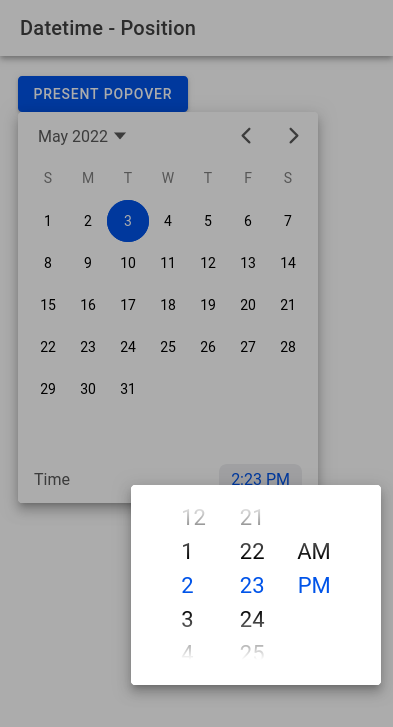 Datetime - Position
PRESENT POPOVER
May 2022
S M T W T F S
1 2 3 4 5 6 7
8 9 10 11 12 13 14
15 16 17 18 19 20 21
22 23 24 25 26 27 28
29 30 31
Time 2:23 PM
12 21
1 22 AM
2 23 PM
3 24
4 25